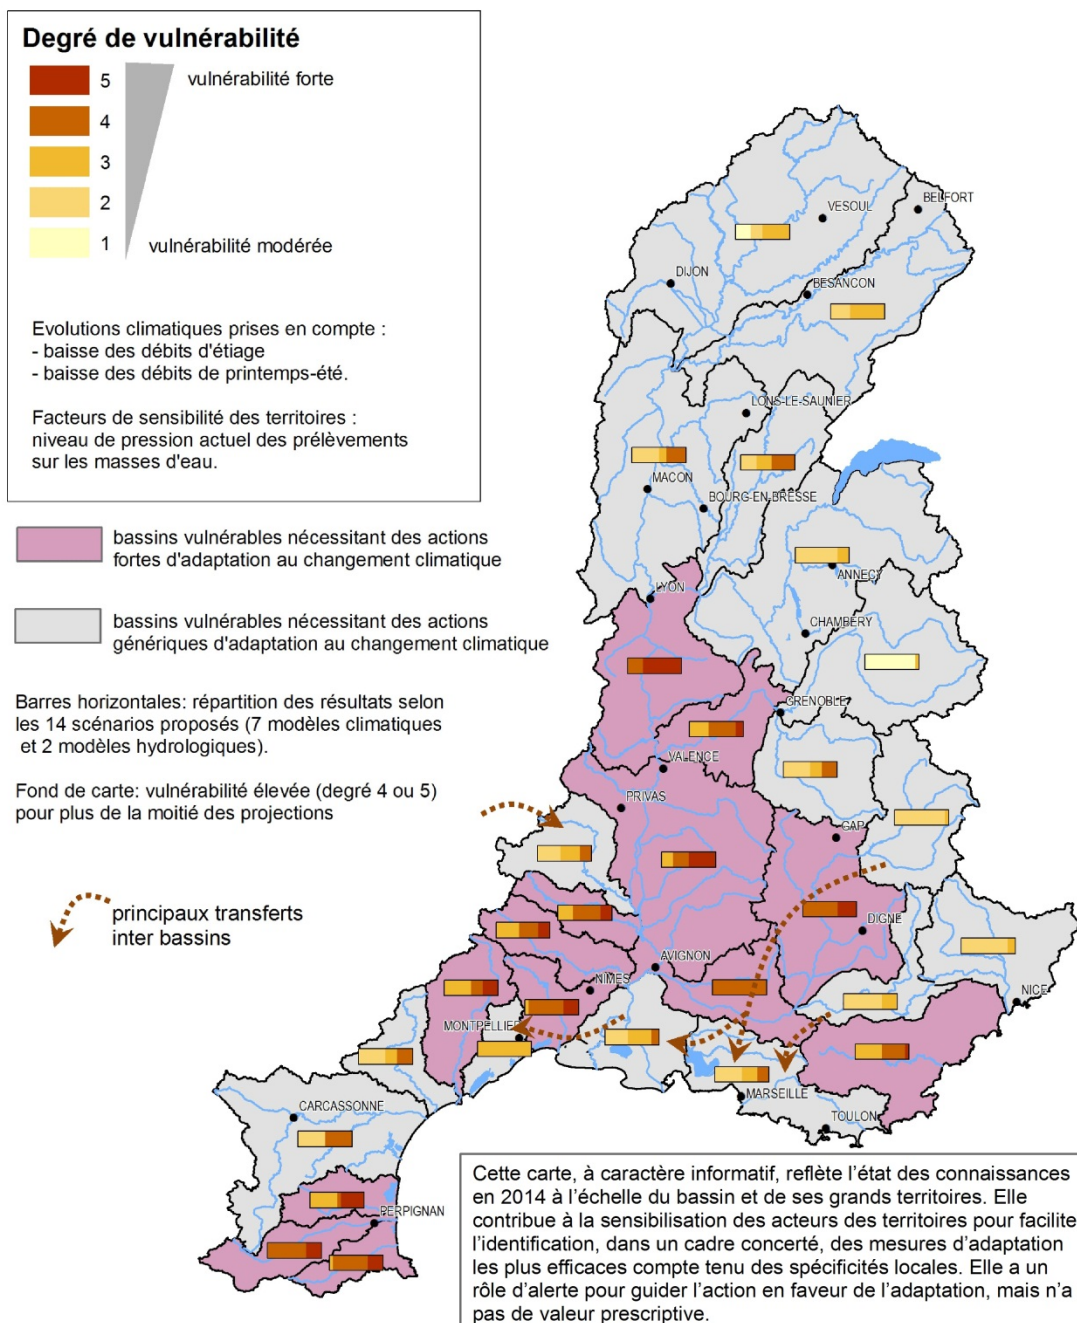 Degré de vulnérabilité
5
vulnérabilité forte
4
3
2
1
vulnérabilité modérée
Evolutions climatiques prises en compte :
- baisse des débits d'étiage
- baisse des débits de printemps-été.
Facteurs de sensibilité des territoires :
niveau de pression actuel des prélèvements
sur les masses d'eau.
bassins vulnérables nécessitant des actions
fortes d'adaptation au changement climatique
bassins vulnérables nécessitant des actions
génériques d'adaptation au changement climatique
Barres horizontales: répartition des résultats selon
les 14 scénarios proposés (7 modèles climatiques
et 2 modèles hydrologiques).
Fond de carte: vulnérabilité élevée (degré 4 ou 5)
pour plus de la moitié des projections
principaux transferts
inter bassins
BELFORT
VESOUL
DIJON
BESANCON
LONS-LE-SAUNIER
MACON
BOURG-EN-BRESSE
ANNECY
LYON
CHAMBÉRY
GRENOBLE
VALENCE
PRIVAS
GAP
DIGNE
AVIGNON
NÎMES
NICE
MONTPELLIER
MARSEILLE
TOULON
CARCASSONNE
PERPIGNAN
Cette carte, à caractère informatif, reflète l'état des connaissances
en 2014 à l'échelle du bassin et de ses grands territoires. Elle
contribue à la sensibilisation des acteurs des territoires pour facilite
l'identification, dans un cadre concerté, des mesures d'adaptation
les plus efficaces compte tenu des spécificités locales. Elle a un
rôle d'alerte pour guider l'action en faveur de l'adaptation, mais n'a
pas de valeur prescriptive.